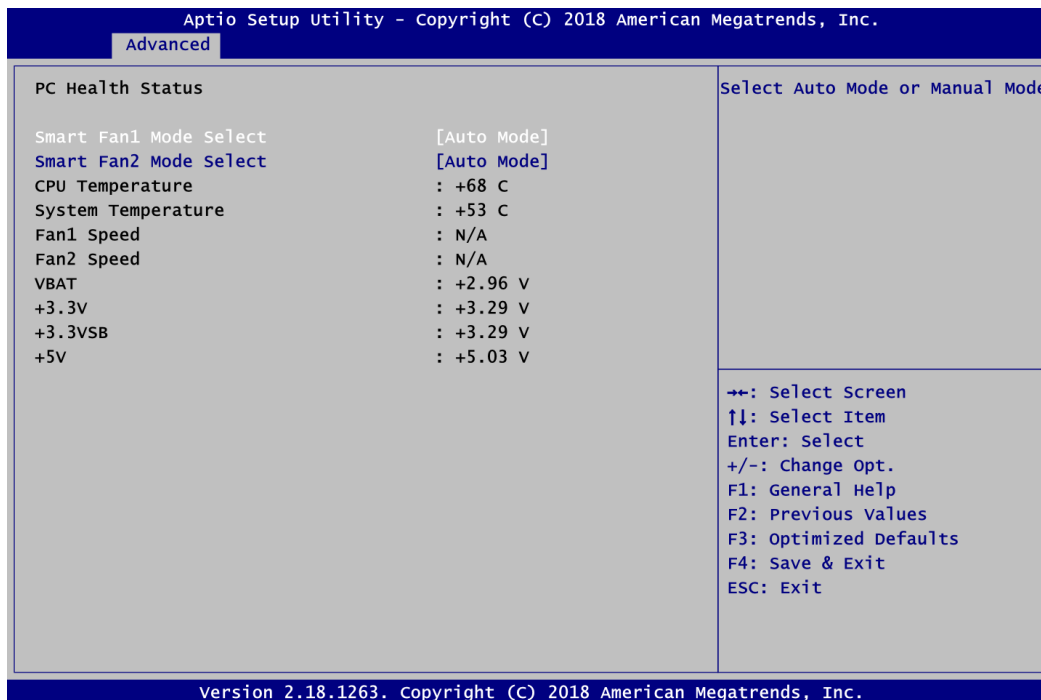 Aptio Setup Utility - Copyright (C) 2018 American Megatrends, Inc.
Advanced
PC Health Status
Select Auto Mode or Manual Mode
Smart Fan1 Mode Select [Auto Mode]
Smart Fan2 Mode Select [Auto Mode]
CPU Temperature : +68 C
System Temperature : +53 C
Fan1 Speed : N/A
Fan2 Speed : N/A
VBAT : +2.96 V
+3.3V : +3.29 V
+3.3VSB : +3.29 V
+5V : +5.03 V
→←: Select Screen
↑↓: Select Item
Enter: Select
+/-: Change Opt.
F1: General Help
F2: Previous Values
F3: Optimized Defaults
F4: Save & Exit
ESC: Exit
Version 2.18.1263. Copyright (C) 2018 American Megatrends, Inc.